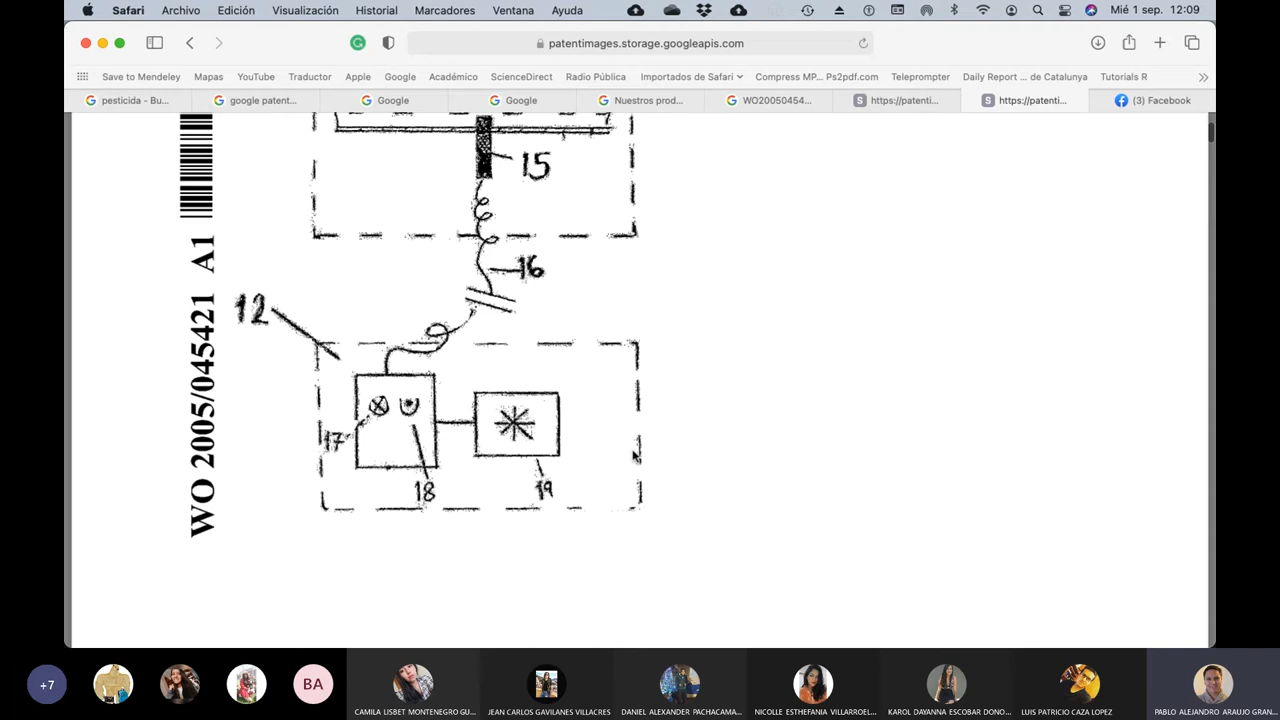 Safari Archivo Edición Visualización Historial Marcadores Ventana Ayuda Mié 1 sep. 12:09
patentimages.storage.googleapis.com
Save to Mendeley Mapas YouTube Traductor Apple Google Académico ScienceDirect Radio Pública Importados de Safari Compress MP... Ps2pdf.com Teleprompter Daily Report ... de Catalunya Tutorials R
pesticida - Bu... google patent... Google Google Nuestros prod... WO20050454... https://patenti... https://patenti... (3) Facebook
WO 2005/045421 A1
15
16
12
17
18
19
+7 BA CAMILA LISBET MONTENEGRO GU... JEAN CARLOS GAVILANES VILLACRES DANIEL ALEXANDER PACHACAMA... NICOLLE ESTHEFANIA VILLARROEL... KAROL DAYANNA ESCOBAR DONO... LUIS PATRICIO CAZA LOPEZ PABLO ALEJANDRO ARAUJO GRAN...